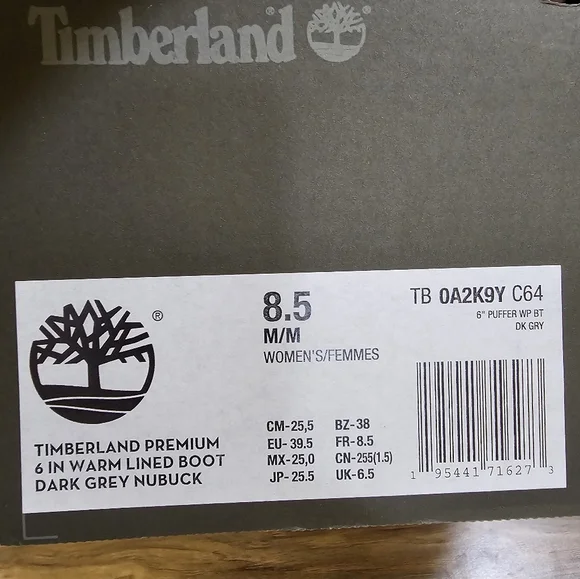 Timberland®
8.5
M/M
WOMEN'S/FEMMES
TB 0A2K9Y C64
6" PUFFER WP BT
DK GRY
®
TIMBERLAND PREMIUM
6 IN WARM LINED BOOT
DARK GREY NUBUCK
CM-25,5 BZ-38
EU-39.5 FR-8.5
MX-25,0 CN-255(1.5)
JP-25.5 UK-6.5
1 95441 71627 3